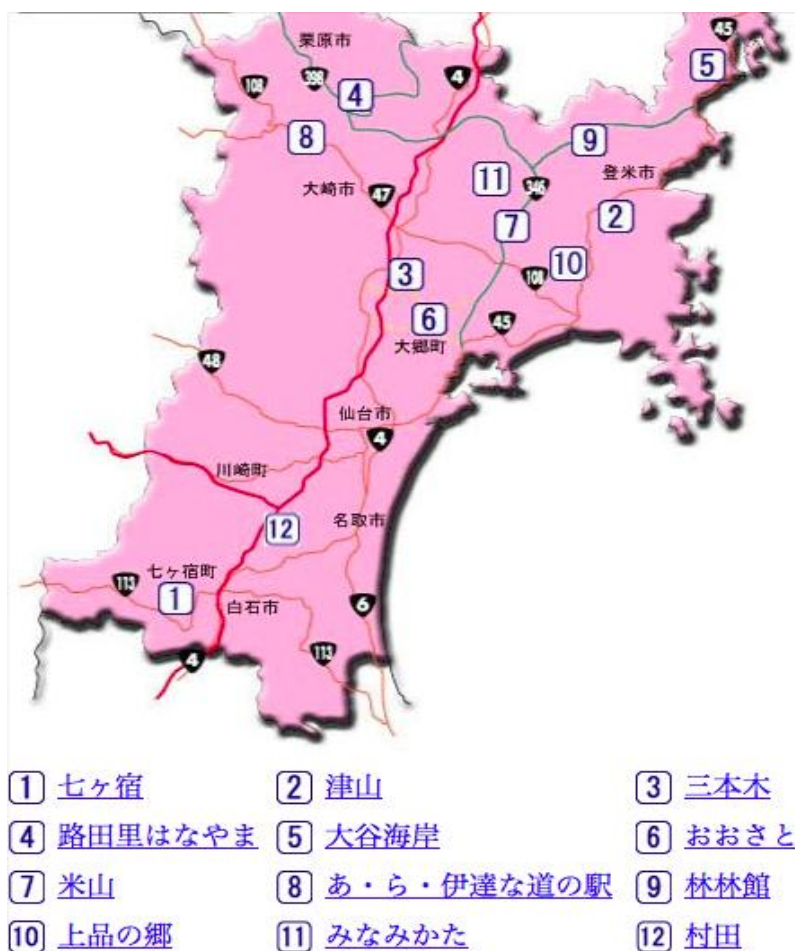 栗原市
45
5
398
4
108
4
8
9
11
346
登米市
大崎市
47
7
2
3
108
10
6
45
大郷町
48
仙台市
4
川崎町
12
名取市
七ヶ宿町
113
1
白石市
6
4
113
1 七ヶ宿 2 津山 3 三本木
4 路田里はなやま 5 大谷海岸 6 おおさと
7 米山 8 あ・ら・伊達な道の駅 9 林林館
10 上品の郷 11 みなみかた 12 村田